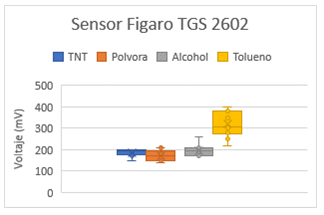 Sensor Figaro TGS 2602
TNT Polvora Alcohol Tolueno
Voltaje (mV)
500
400
300
200
100
0